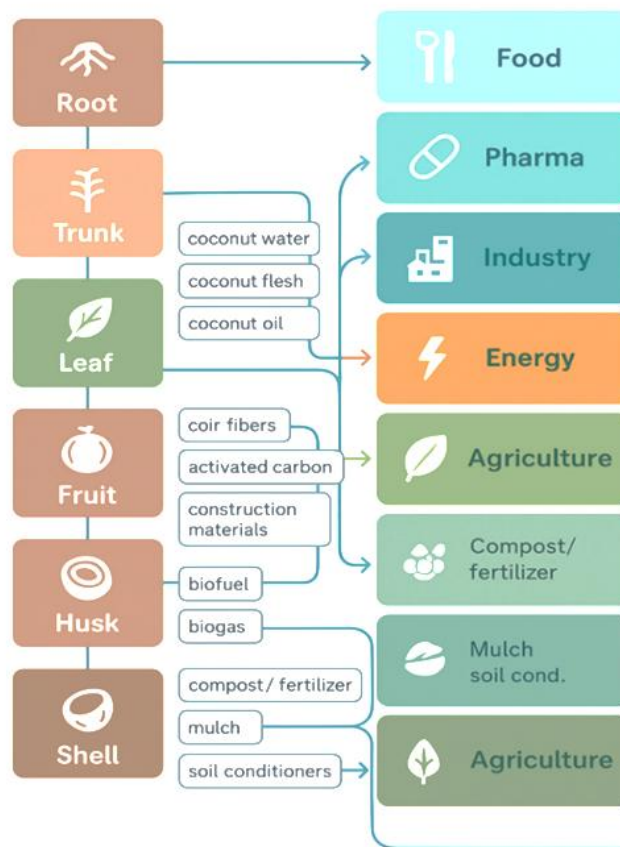 Root
Trunk
Leaf
Fruit
Husk
Shell
coconut water
coconut flesh
coconut oil
coir fibers
activated carbon
construction
materials
biofuel
biogas
compost/ fertilizer
mulch
soil conditioners
Food
Pharma
Industry
Energy
Agriculture
Compost/
fertilizer
Mulch
soil cond.
Agriculture